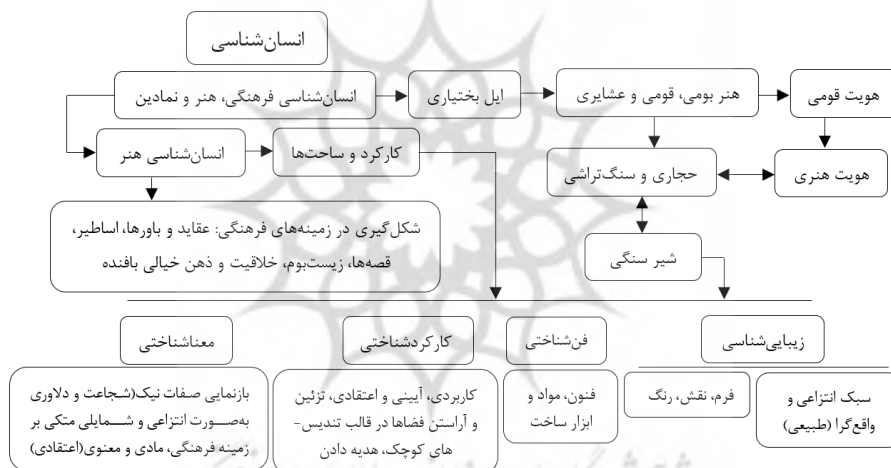 انسان‌شناسی
هویت قومی
هنر بومی، قومی و عشایری
ایل بختیاری
انسان‌شناسی فرهنگی، هنر و نمادین
هویت هنری
حجاری و سنگ‌تراشی
کارکرد و ساحت‌ها
انسان‌شناسی هنر
شکل‌گیری در زمینه‌های فرهنگی: عقاید و باورها، اساطیر،
قصه‌ها، زیست‌بوم، خلاقیت و ذهن خیالی بافنده
شیر سنگی
زیبایی‌شناسی
فن‌شناختی
کارکردشناختی
معناشناختی
سبک انتزاعی و
واقع‌گرا (طبیعی)
فرم، نقش، رنگ
فنون، مواد و
ابزار ساخت
کاربردی، آیینی و اعتقادی، تزئین
و آراستن فضاها در قالب تندیس-
های کوچک، هدیه دادن
بازنمایی صفات نیک(شجاعت و دلاوری
به‌صورت انتزاعی و شمایلی متکی بر
زمینه فرهنگی، مادی و معنوی(اعتقادی)